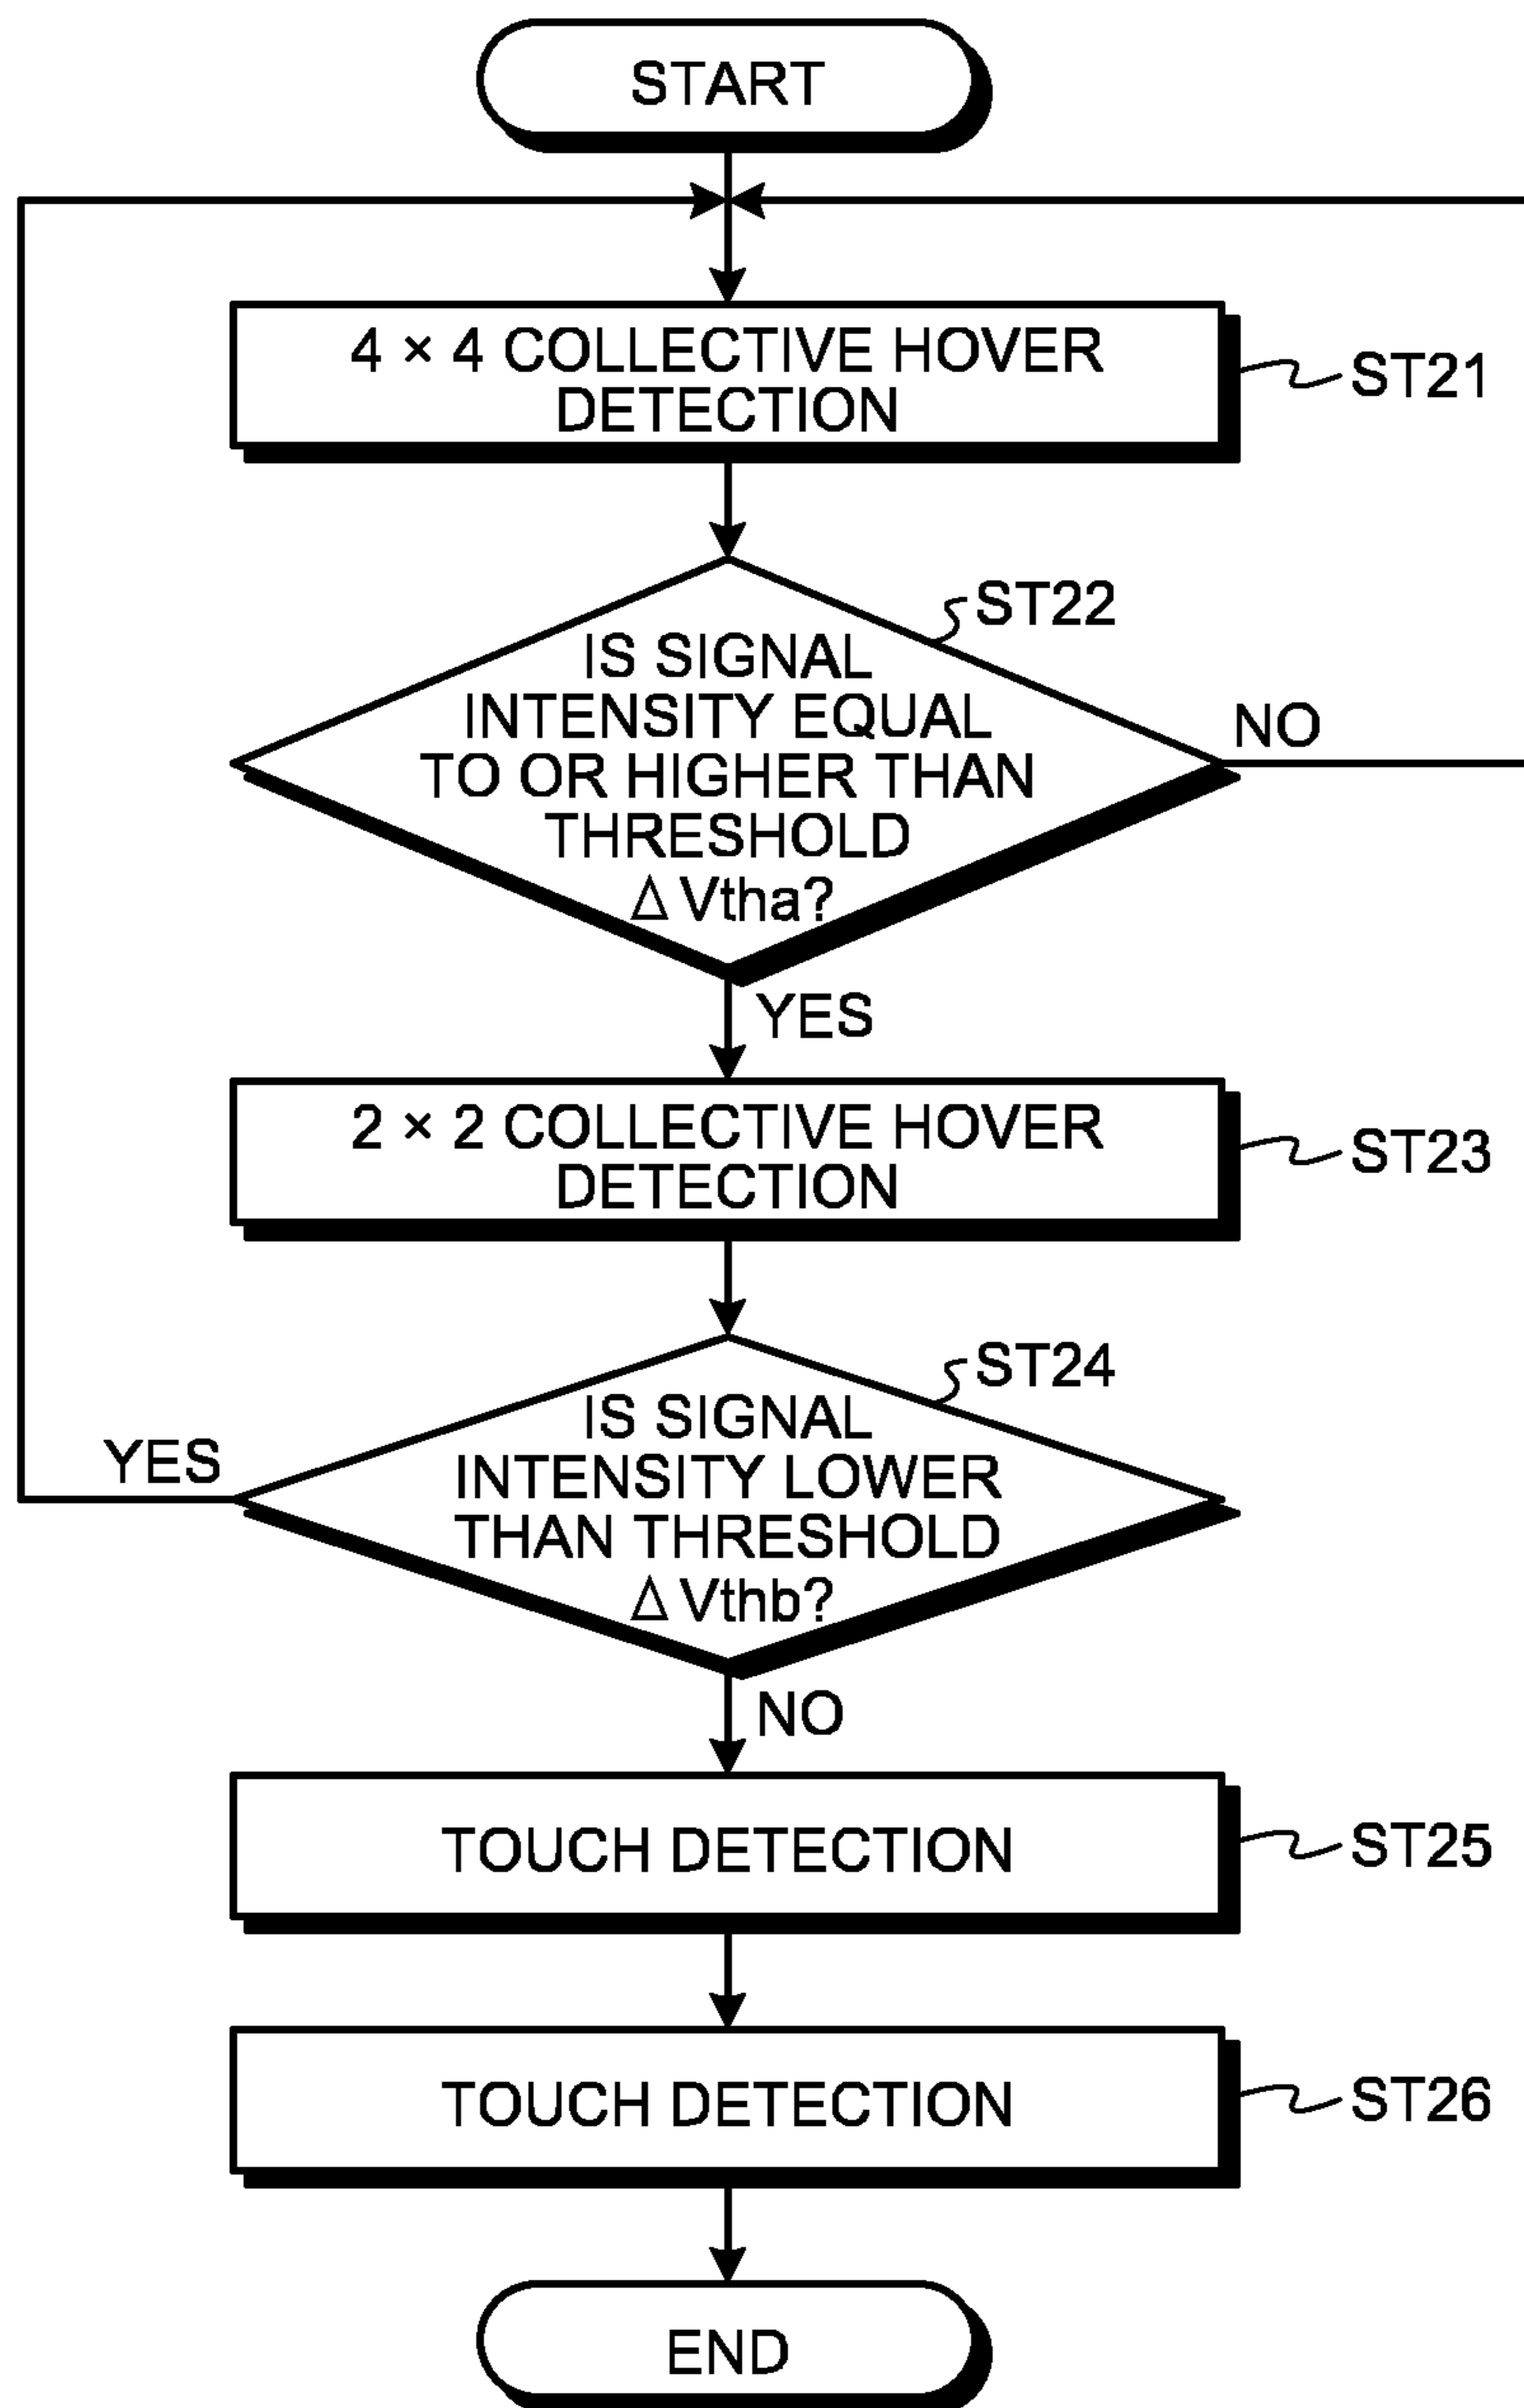 START
4 × 4 COLLECTIVE HOVER
DETECTION
ST21
ST22
IS SIGNAL
INTENSITY EQUAL
TO OR HIGHER THAN
THRESHOLD
△Vtha?
NO
YES
2 × 2 COLLECTIVE HOVER
DETECTION
ST23
ST24
IS SIGNAL
INTENSITY LOWER
THAN THRESHOLD
△Vthb?
YES
NO
TOUCH DETECTION
ST25
TOUCH DETECTION
ST26
END